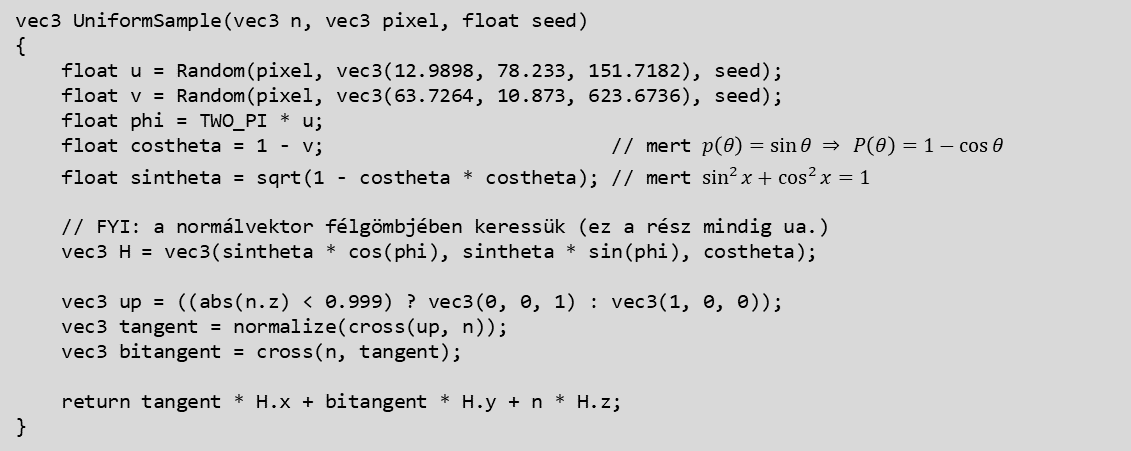 vec3 UniformSample(vec3 n, vec3 pixel, float seed)
{
    float u = Random(pixel, vec3(12.9898, 78.233, 151.7182), seed);
    float v = Random(pixel, vec3(63.7264, 10.873, 623.6736), seed);
    float phi = TWO_PI * u;
    float costheta = 1 - v; // mert p(θ) = sin θ ⇒ P(θ) = 1 − cos θ
    float sintheta = sqrt(1 - costheta * costheta); // mert sin² x + cos² x = 1
    // FYI: a normálvektor félgömbjében keressük (ez a rész mindig ua.)
    vec3 H = vec3(sintheta * cos(phi), sintheta * sin(phi), costheta);
    vec3 up = ((abs(n.z) < 0.999) ? vec3(0, 0, 1) : vec3(1, 0, 0));
    vec3 tangent = normalize(cross(up, n));
    vec3 bitangent = cross(n, tangent);
    return tangent * H.x + bitangent * H.y + n * H.z;
}